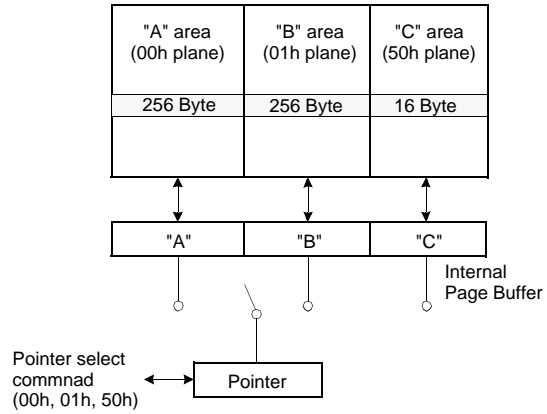 "A" area "B" area "C" area
(00h plane) (01h plane) (50h plane)
256 Byte 256 Byte 16 Byte
"A" "B" "C"
Internal
Page Buffer
Pointer select
commnad
(00h, 01h, 50h)
Pointer